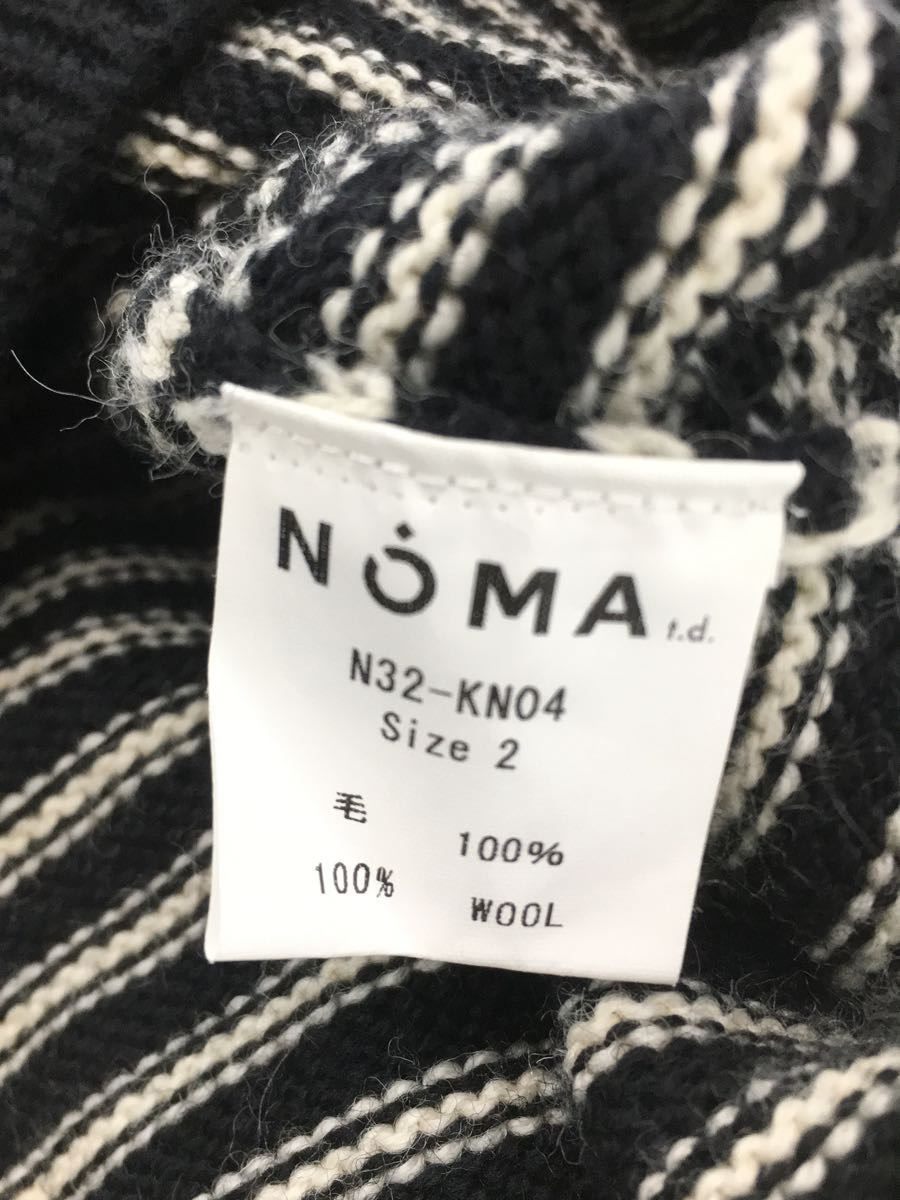 NOMA t.d.
N32-KN04
Size 2
毛 100%
100% WOOL